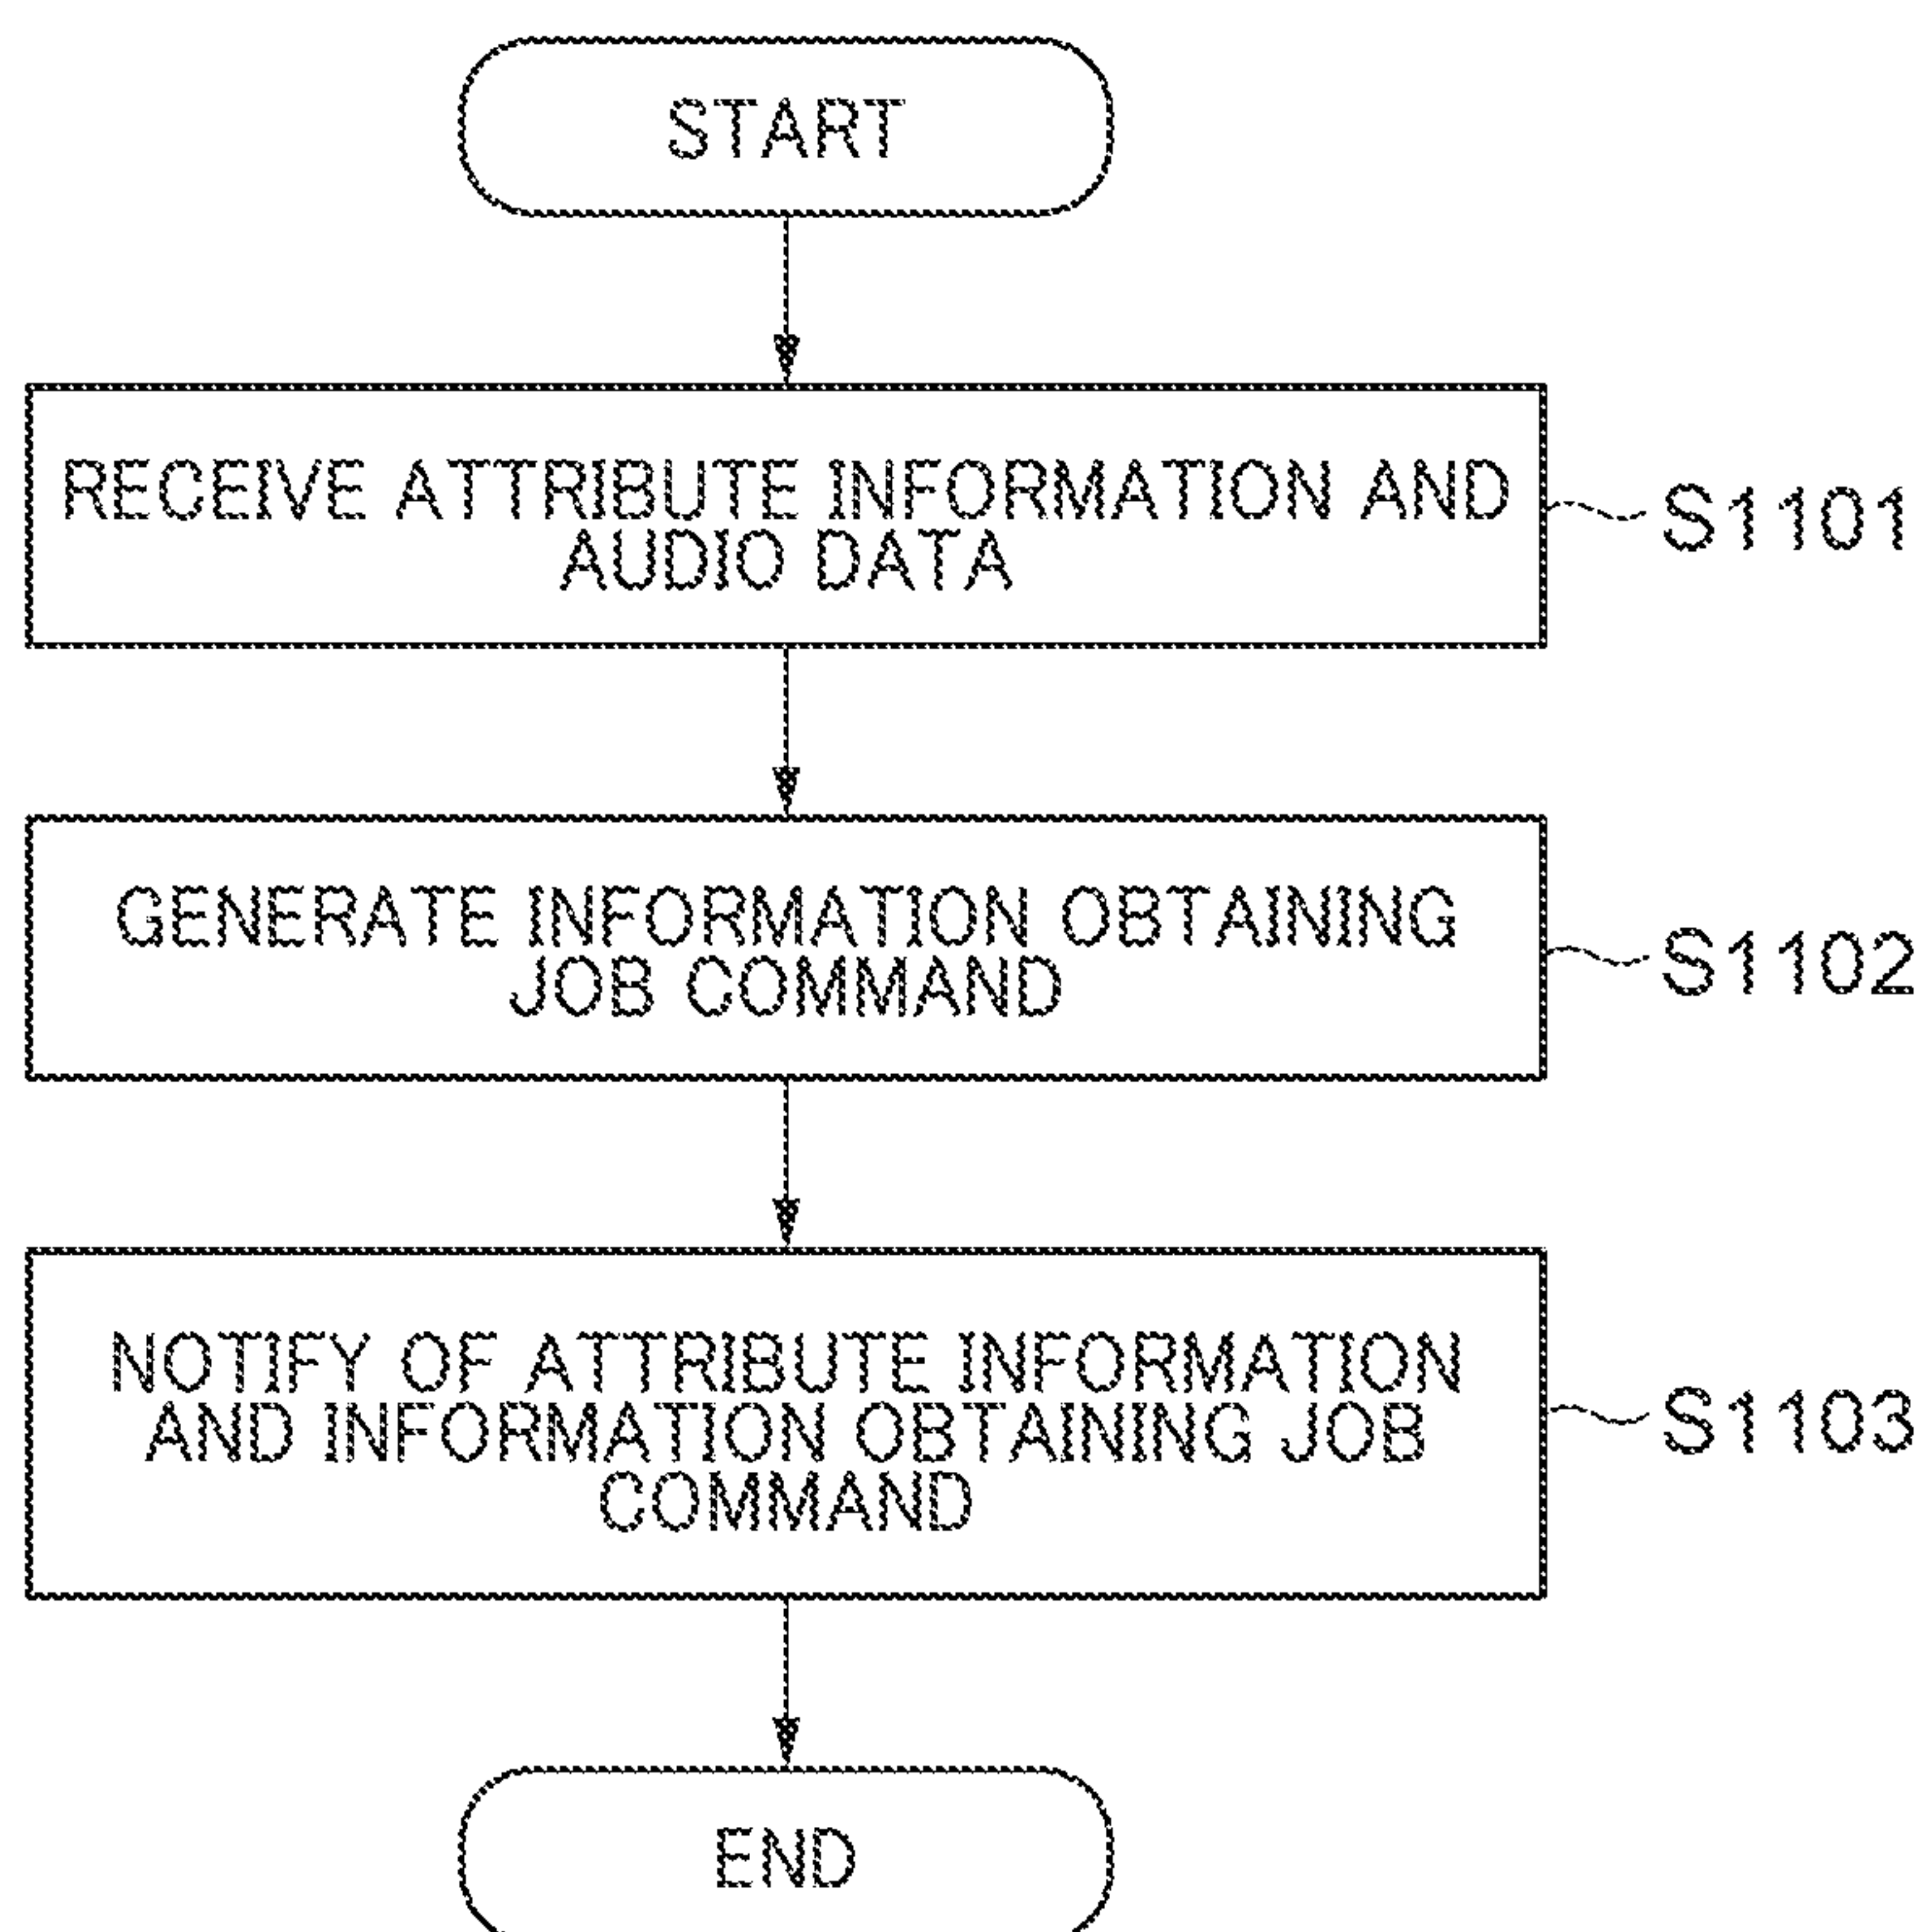 START
RECEIVE ATTRIBUTE INFORMATION AND
AUDIO DATA
S1101
GENERATE INFORMATION OBTAINING
JOB COMMAND
S1102
NOTIFY OF ATTRIBUTE INFORMATION
AND INFORMATION OBTAINING JOB
COMMAND
S1103
END